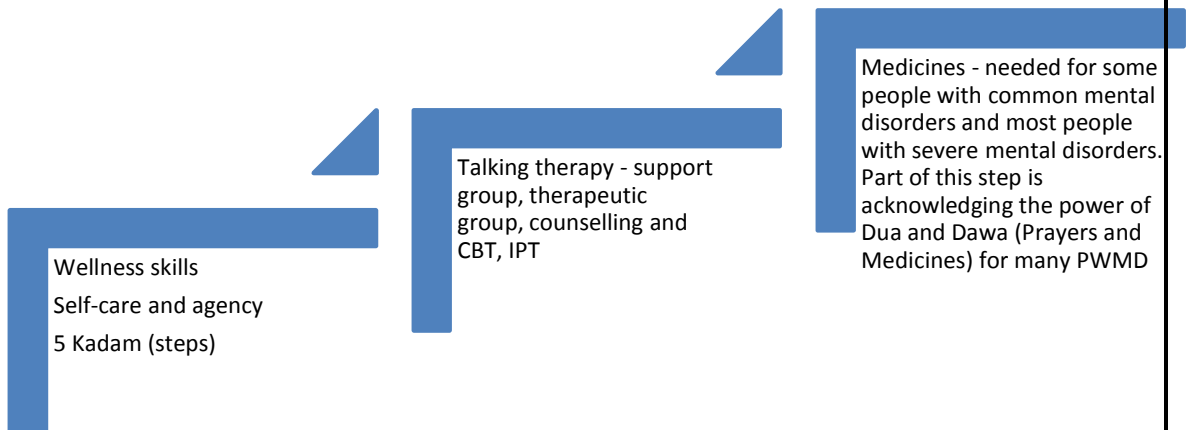 Wellness skills
Self-care and agency
5 Kadam (steps)
Talking therapy - support
group, therapeutic
group, counselling and
CBT, IPT
Medicines - needed for some
people with common mental
disorders and most people
with severe mental disorders.
Part of this step is
acknowledging the power of
Dua and Dawa (Prayers and
Medicines) for many PWMD